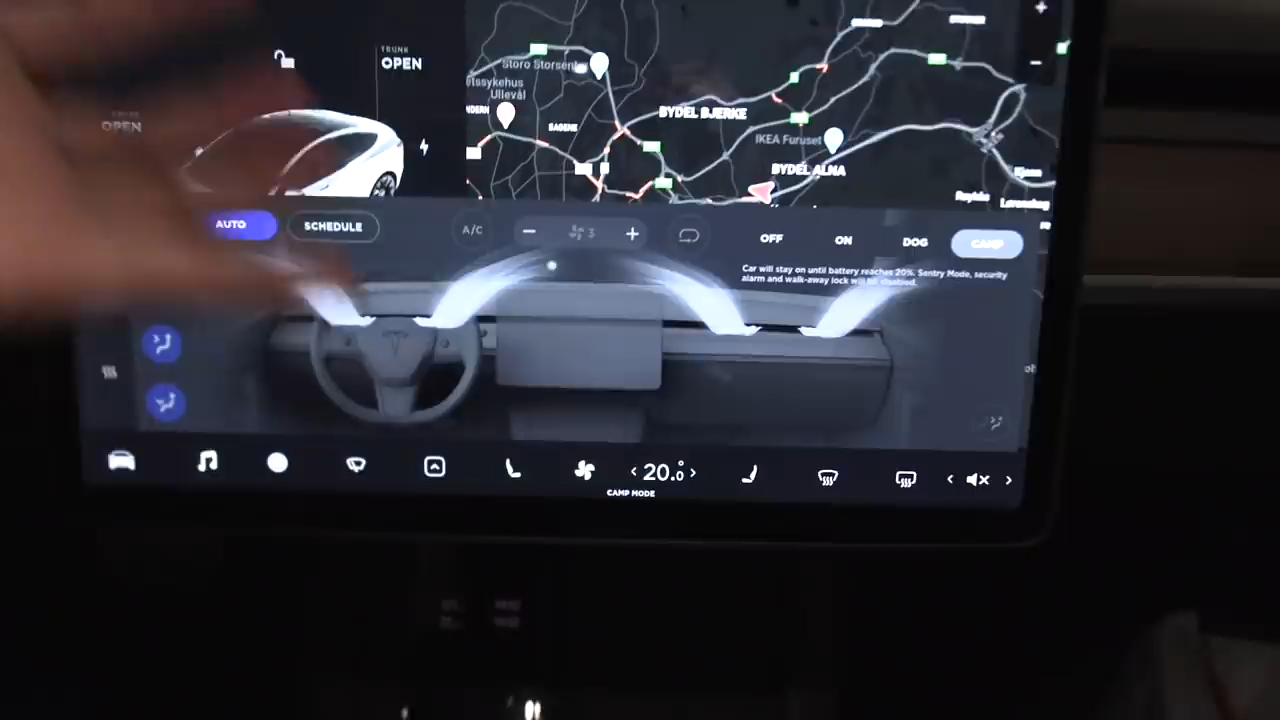 TRUNK
OPEN
OPEN
Storo Storsenter
Ullevål
SAGENE
BYDEL BJERKE
IKEA Furuset
BYDEL ALNA
AUTO
SCHEDULE
A/C
3
OFF
ON
DOG
CAMP
Car will stay on until battery reaches 20%. Sentry Mode, security
alarm and walk-away lock will be disabled.
20.0°
CAMP MODE